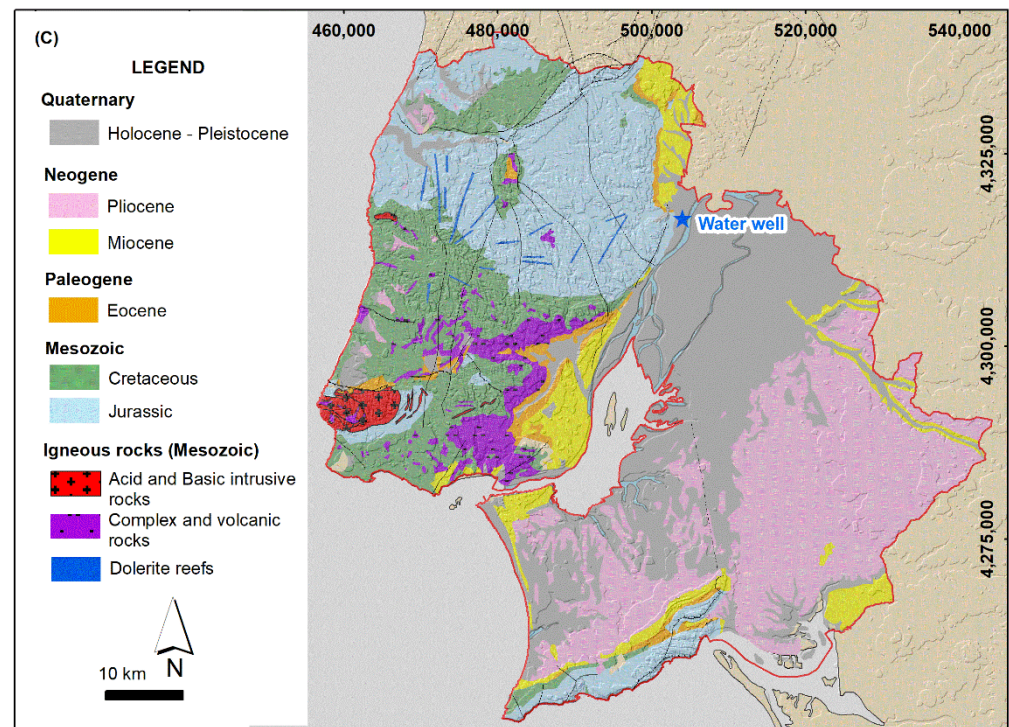 (C)
LEGEND
Quaternary
Holocene - Pleistocene
Neogene
Pliocene
Miocene
Paleogene
Eocene
Mesozoic
Cretaceous
Jurassic
Igneous rocks (Mesozoic)
Acid and Basic intrusive
rocks
Complex and volcanic
rocks
Dolerite reefs
N
10 km
460,000
480,000
500,000
520,000
540,000
4,325,000
4,300,000
4,275,000
Water well